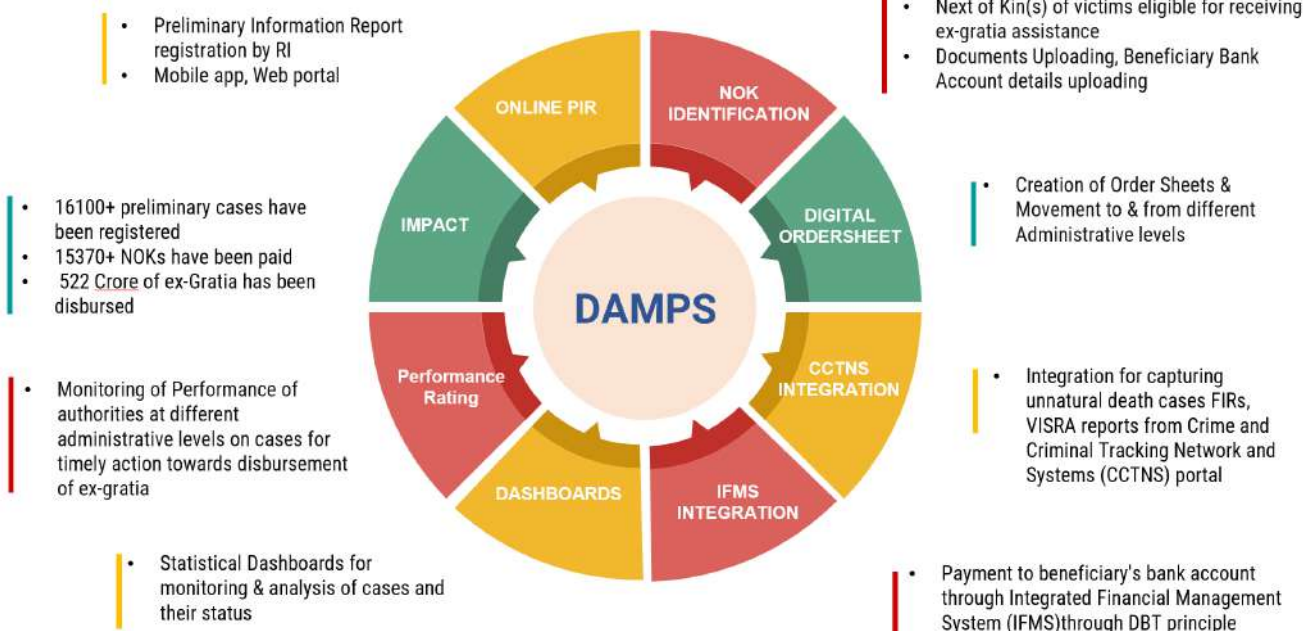 • Preliminary Information Report
registration by RI
• Mobile app, Web portal
• Next of Kin(s) of victims eligible for receiving
ex-gratia assistance
• Documents Uploading, Beneficiary Bank
Account details uploading
ONLINE PIR
NOK
IDENTIFICATION
• 16100+ preliminary cases have
been registered
• 15370+ NOKs have been paid
• 522 Crore of ex-Gratia has been
disbursed
IMPACT
DIGITAL
ORDERSHEET
• Creation of Order Sheets &
Movement to & from different
Administrative levels
DAMPS
• Monitoring of Performance of
authorities at different
administrative levels on cases for
timely action towards disbursement
of ex-gratia
Performance
Rating
CCTNS
INTEGRATION
• Integration for capturing
unnatural death cases FIRs,
VISRA reports from Crime and
Criminal Tracking Network and
Systems (CCTNS) portal
DASHBOARDS
IFMS
INTEGRATION
• Statistical Dashboards for
monitoring & analysis of cases and
their status
• Payment to beneficiary's bank account
through Integrated Financial Management
System (IFMS)through DBT principle